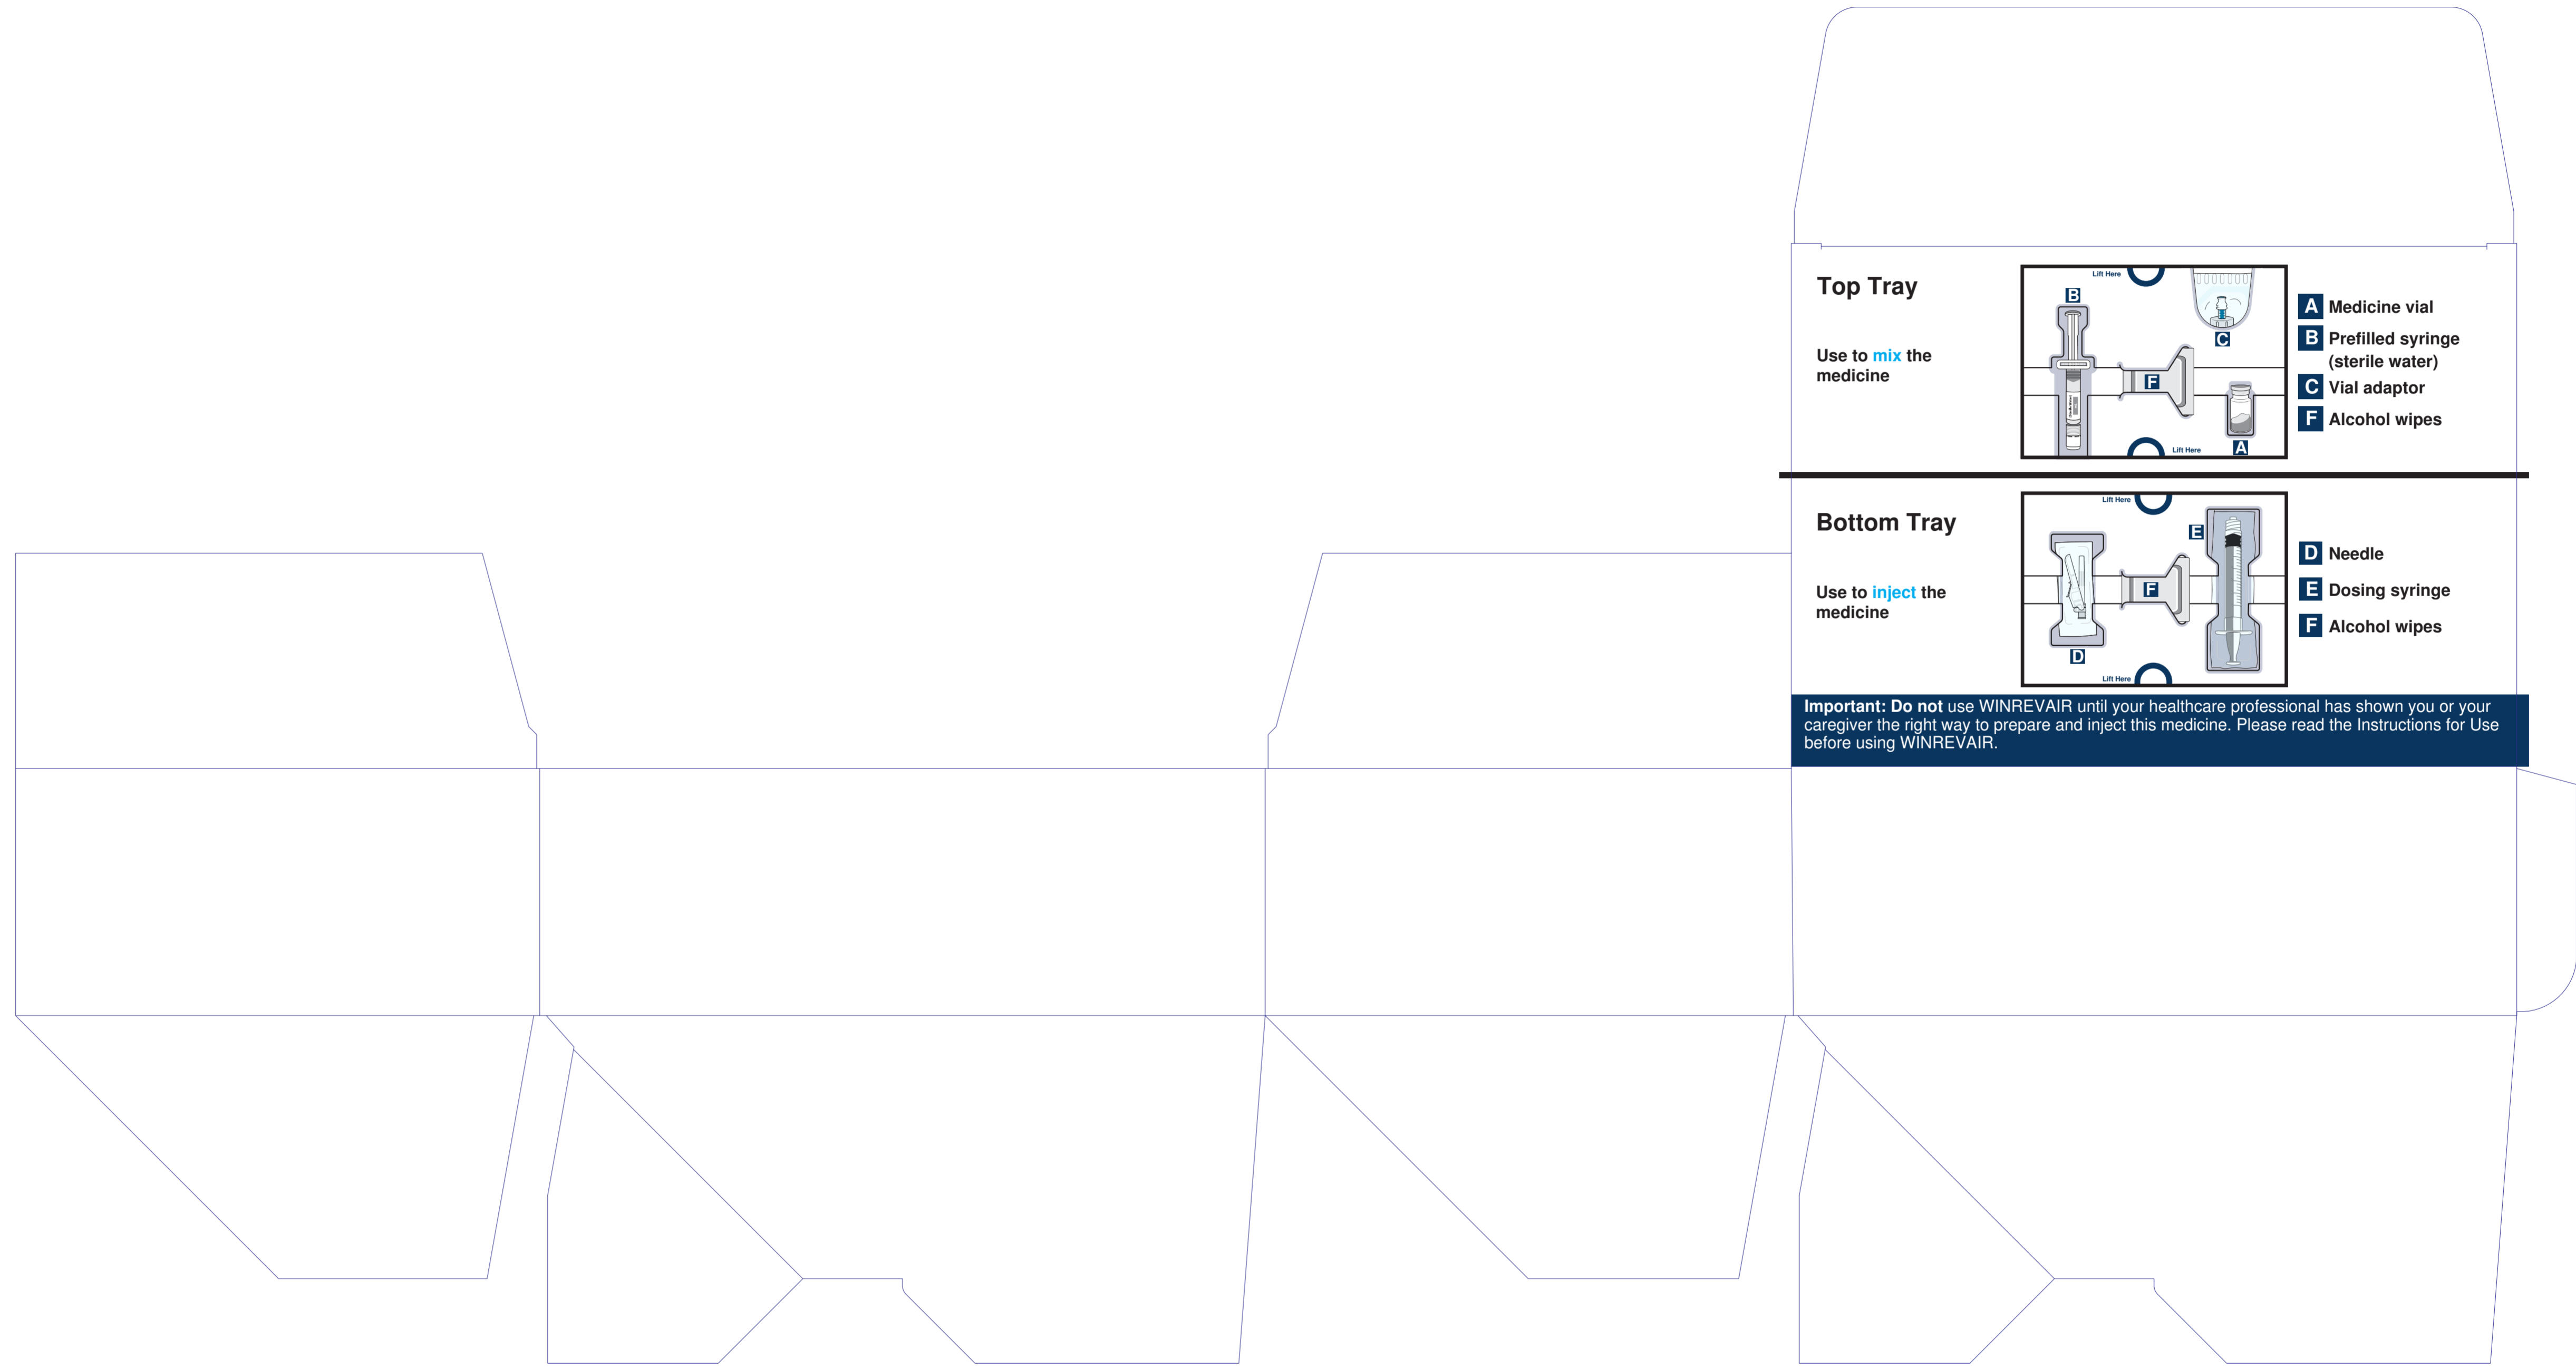 Top Tray
Use to mix the
medicine
Lift Here
B
C
F
Lift Here
A
A Medicine vial
B Prefilled syringe
(sterile water)
C Vial adaptor
F Alcohol wipes
Bottom Tray
Use to inject the
medicine
Lift Here
E
F
D
Lift Here
D Needle
E Dosing syringe
F Alcohol wipes
Important: Do not use WINREVAIR until your healthcare professional has shown you or your
caregiver the right way to prepare and inject this medicine. Please read the Instructions for Use
before using WINREVAIR.